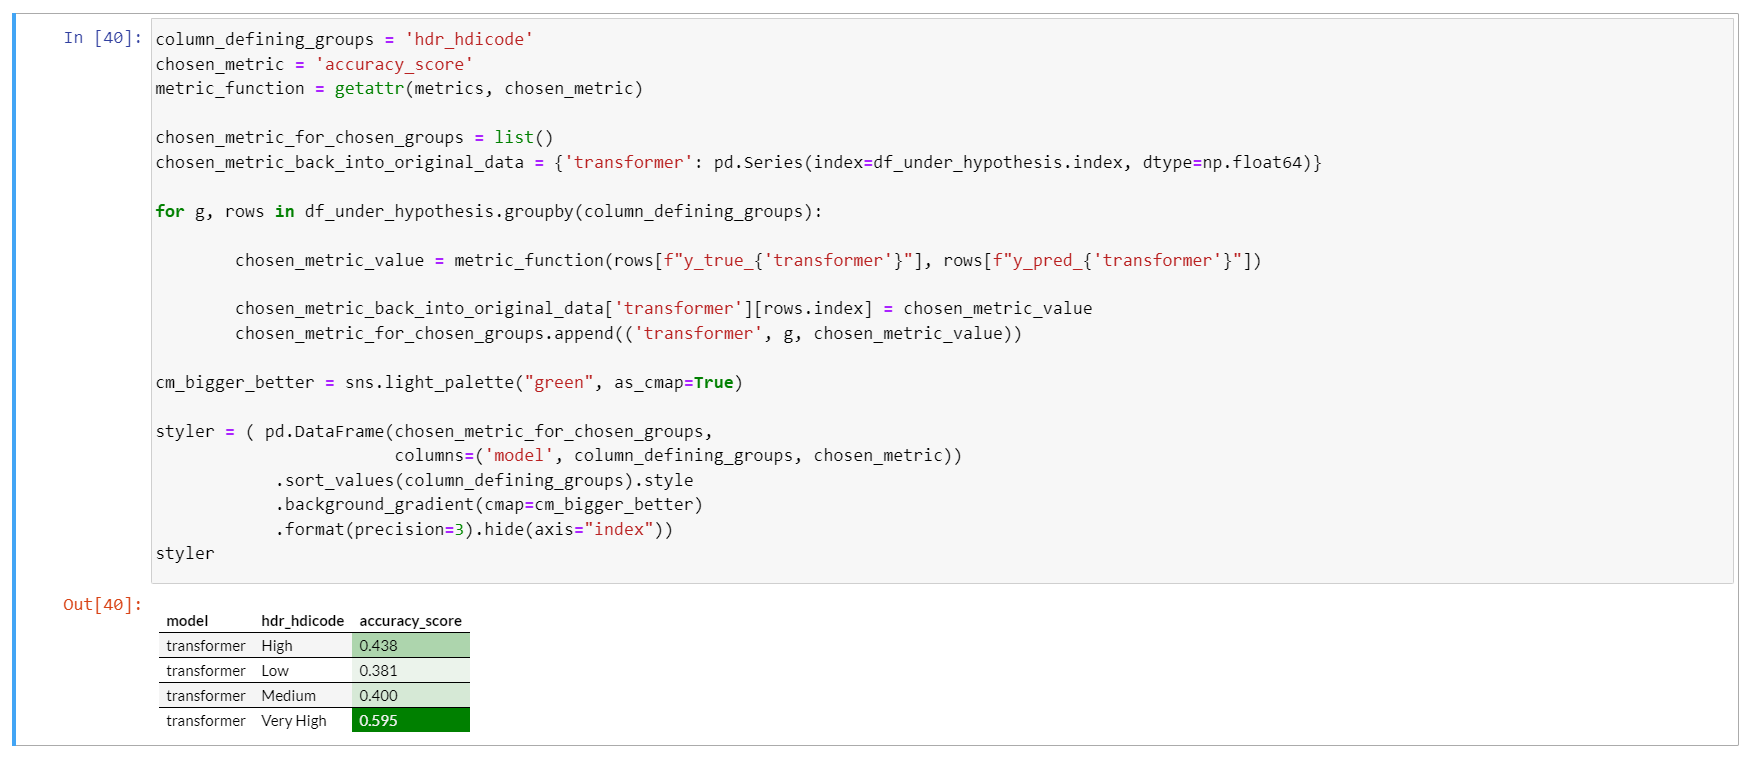 In [40]:
column_defining_groups = 'hdr_hdicode'
chosen_metric = 'accuracy_score'
metric_function = getattr(metrics, chosen_metric)
chosen_metric_for_chosen_groups = list()
chosen_metric_back_into_original_data = {'transformer': pd.Series(index=df_under_hypothesis.index, dtype=np.float64)}
for g, rows in df_under_hypothesis.groupby(column_defining_groups):
chosen_metric_value = metric_function(rows[f"y_true_{'transformer'}"], rows[f"y_pred_{'transformer'}"])
chosen_metric_back_into_original_data['transformer'][rows.index] = chosen_metric_value
chosen_metric_for_chosen_groups.append(('transformer', g, chosen_metric_value))
cm_bigger_better = sns.light_palette("green", as_cmap=True)
styler = ( pd.DataFrame(chosen_metric_for_chosen_groups,
columns=('model', column_defining_groups, chosen_metric))
.sort_values(column_defining_groups).style
.background_gradient(cmap=cm_bigger_better)
.format(precision=3).hide(axis="index"))
styler
Out[40]:
model hdr_hdicode accuracy_score
transformer High 0.438
transformer Low 0.381
transformer Medium 0.400
transformer Very High 0.595